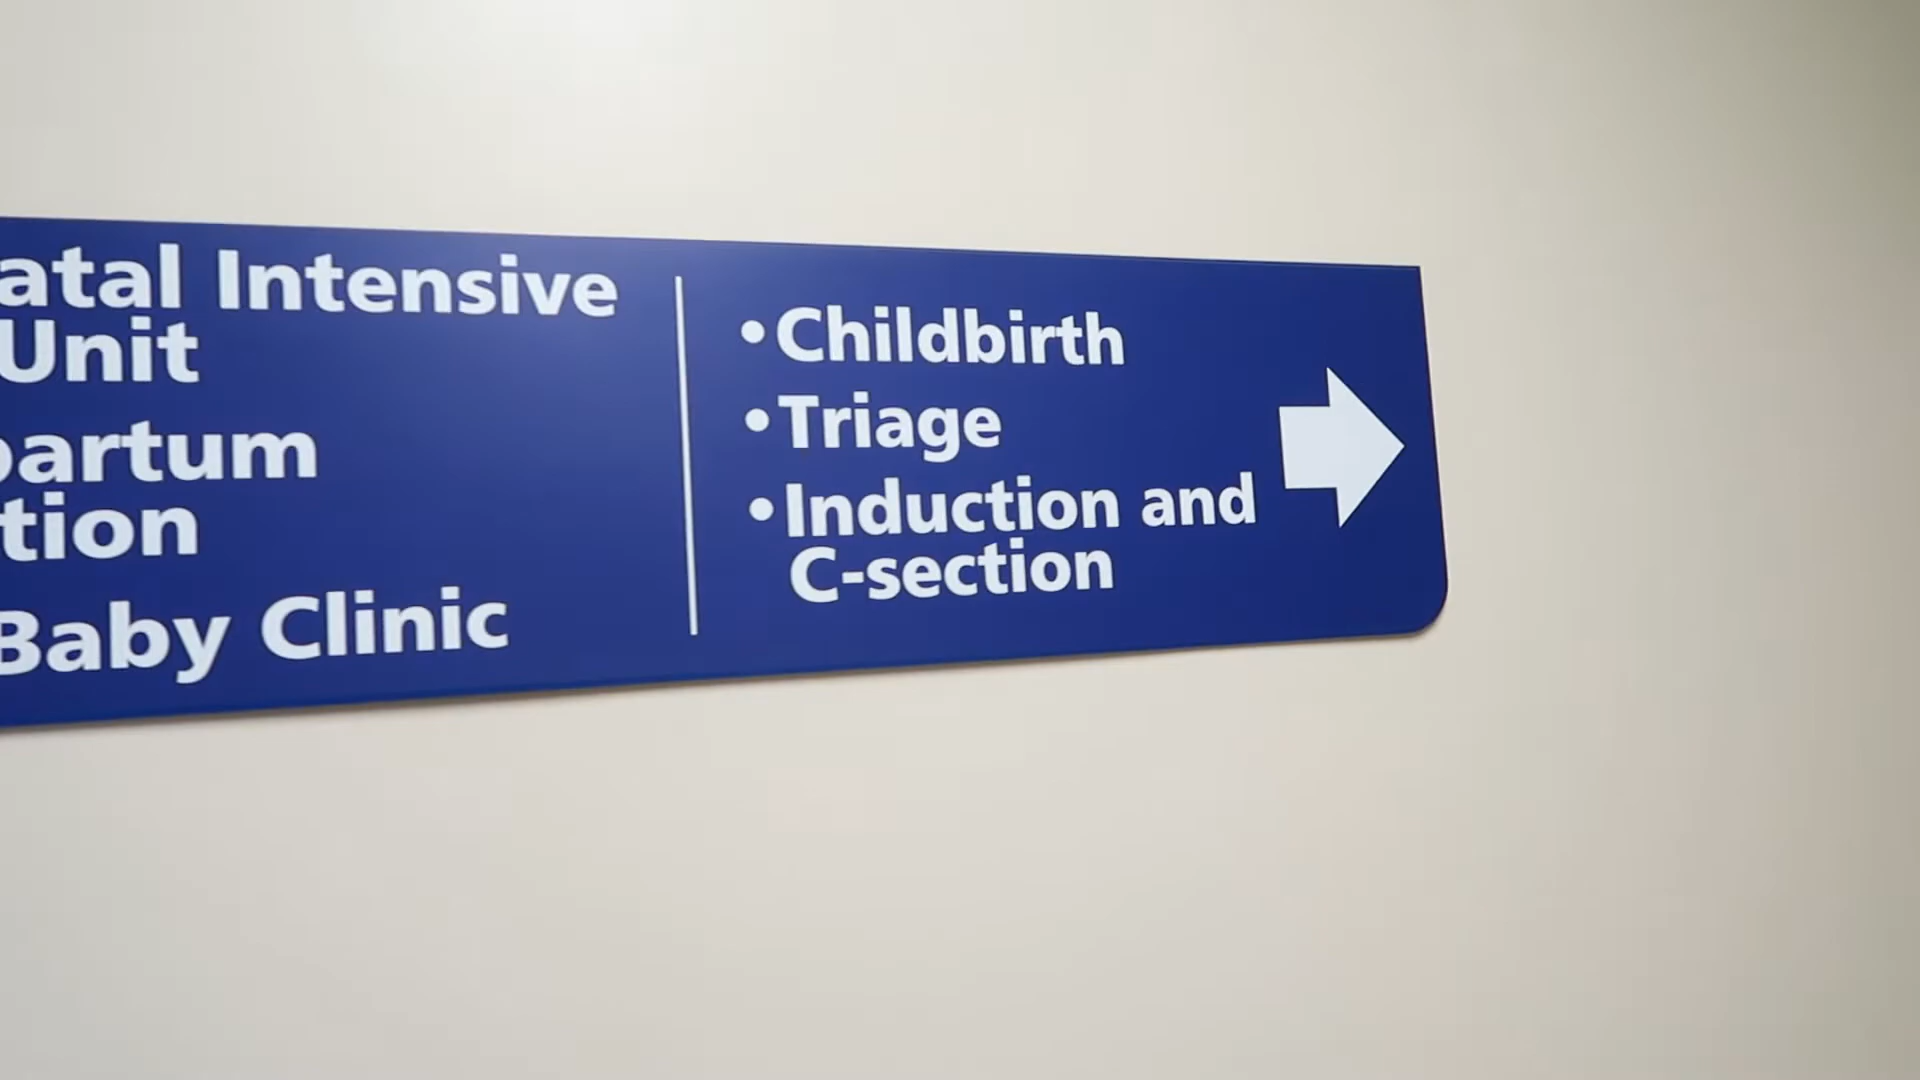 atal Intensive
Unit
partum
tion
Baby Clinic
•Childbirth
•Triage
•Induction and
C-section